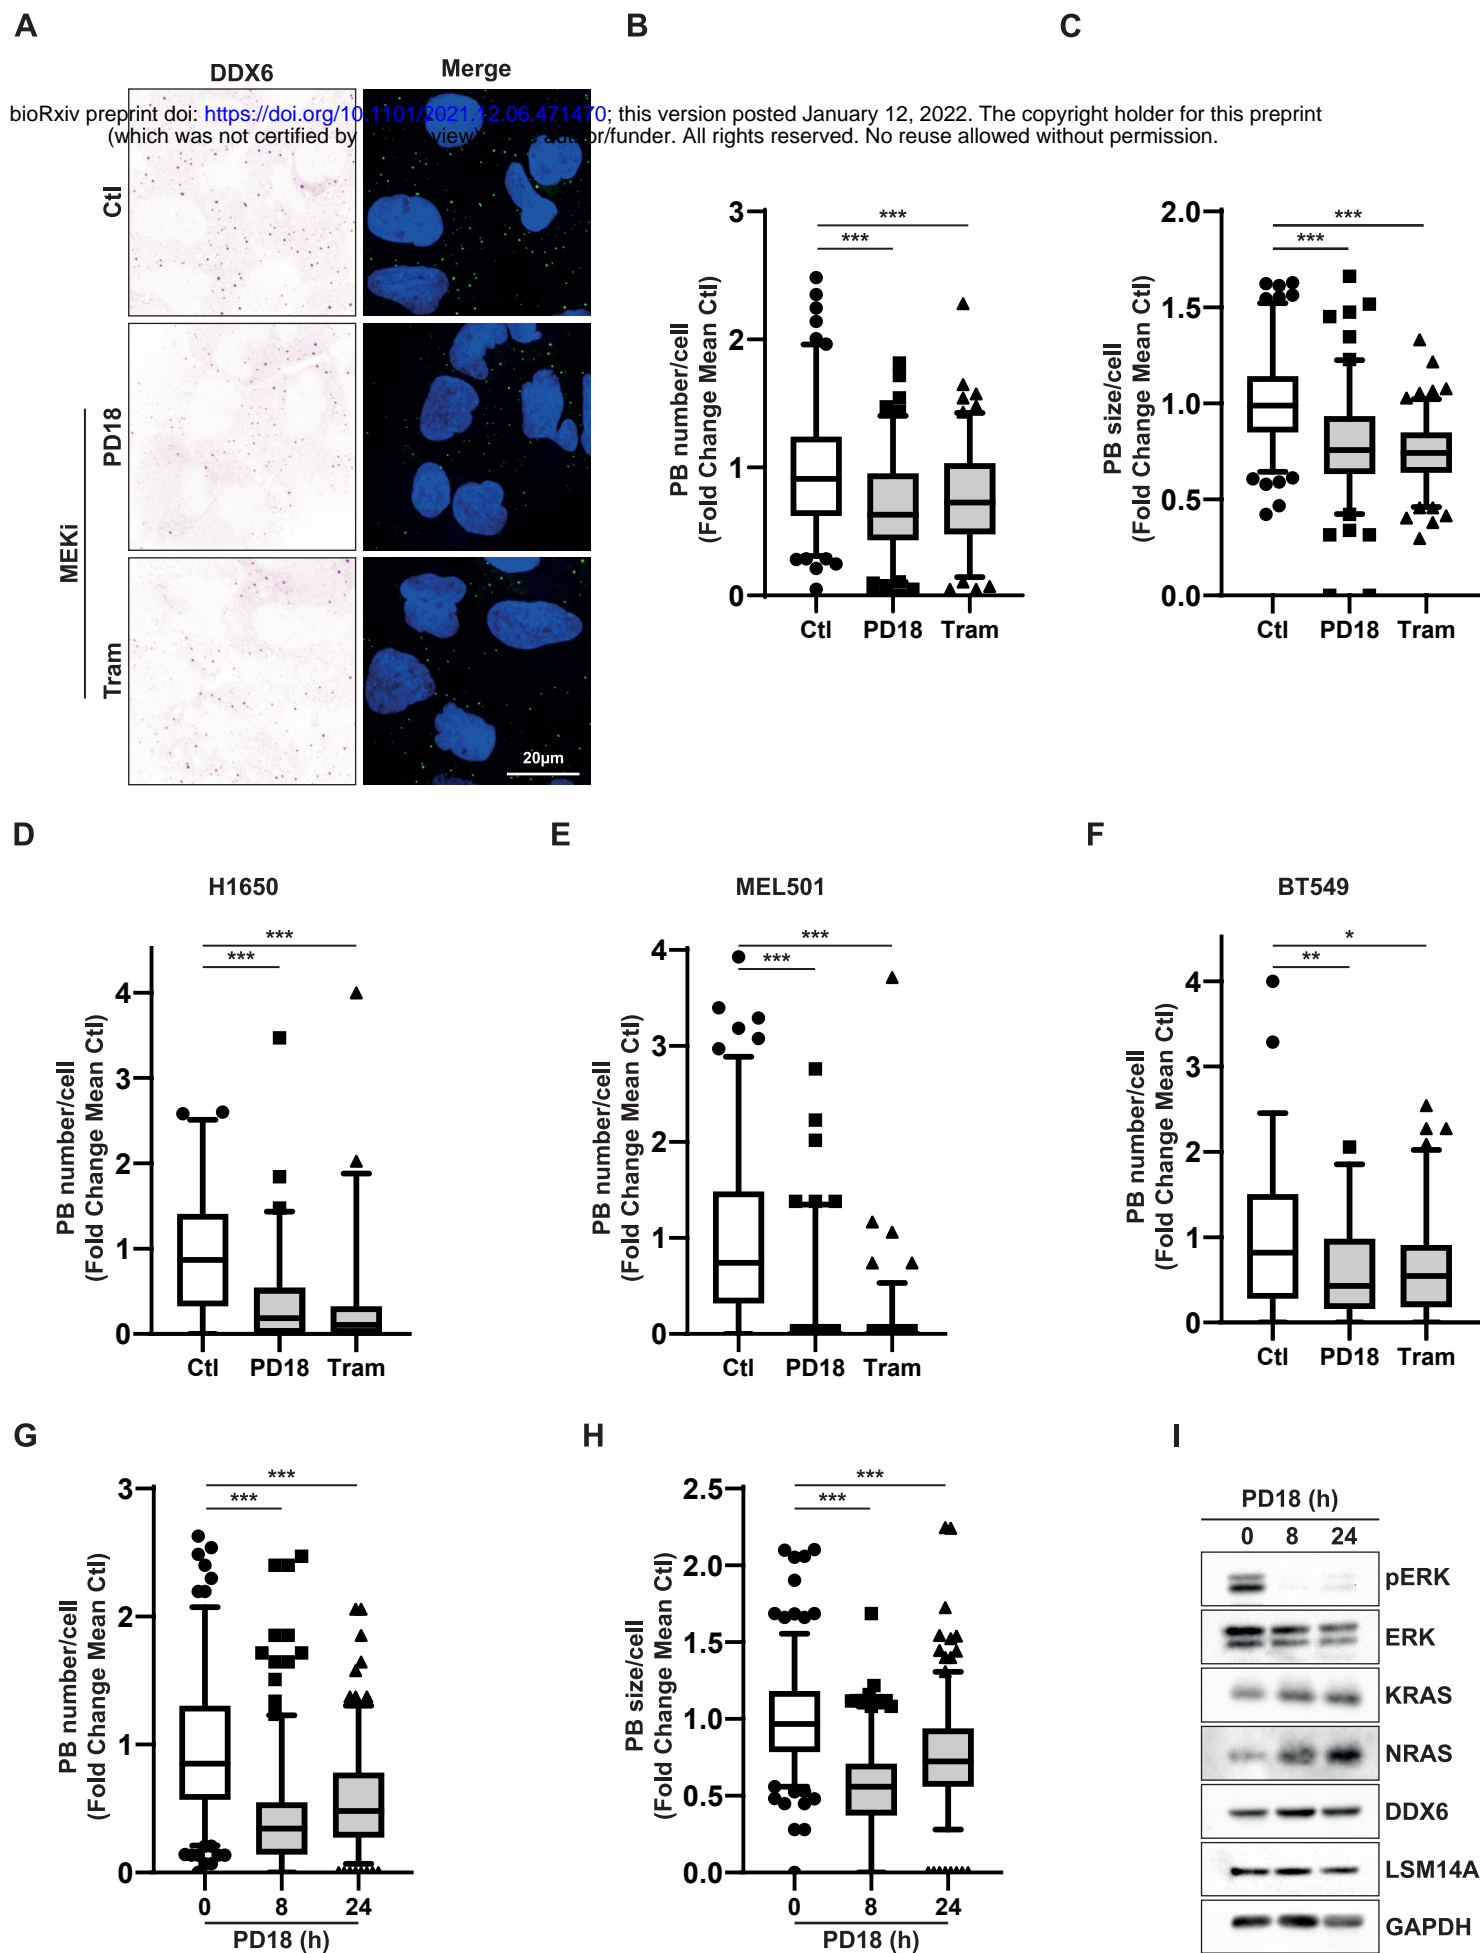 A
B
C
DDX6
Merge
bioRxiv preprint doi: https://doi.org/10.1101/2021.12.06.471470; this version posted January 12, 2022. The copyright holder for this preprint
(which was not certified by view) or/funder. All rights reserved. No reuse allowed without permission.
Ctl
PD18
Tram
MEKi
20µm
PB number/cell
(Fold Change Mean Ctl)
3
2
1
0
***
***
Ctl PD18 Tram
PB size/cell
(Fold Change Mean Ctl)
2.0
1.5
1.0
0.5
0.0
***
***
Ctl PD18 Tram
D
E
F
H1650
PB number/cell
(Fold Change Mean Ctl)
4
3
2
1
0
***
***
Ctl PD18 Tram
MEL501
PB number/cell
(Fold Change Mean Ctl)
4
3
2
1
0
***
***
Ctl PD18 Tram
BT549
PB number/cell
(Fold Change Mean Ctl)
4
3
2
1
0
*
**
Ctl PD18 Tram
G
H
I
PB number/cell
(Fold Change Mean Ctl)
3
2
1
0
***
***
0 8 24
PD18 (h)
PB size/cell
(Fold Change Mean Ctl)
2.5
2.0
1.5
1.0
0.5
0.0
***
***
0 8 24
PD18 (h)
PD18 (h)
0 8 24
pERK
ERK
KRAS
NRAS
DDX6
LSM14A
GAPDH